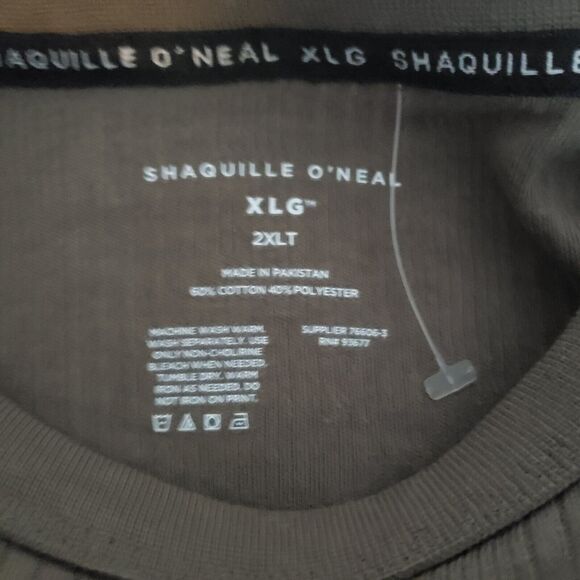 AQUILLE O'NEAL XLG SHAQUILLE
SHAQUILLE O'NEAL
XLG™
2XLT
MADE IN PAKISTAN
60% COTTON 40% POLYESTER
MACHINE WASH WARM.
WASH SEPARATELY. USE
ONLY NON-CHOLRINE
BLEACH WHEN NEEDED.
TUMBLE DRY. WARM
IRON AS NEEDED. DO
NOT IRON ON PRINT.
SUPPLIER 76606-3
RN# 93677